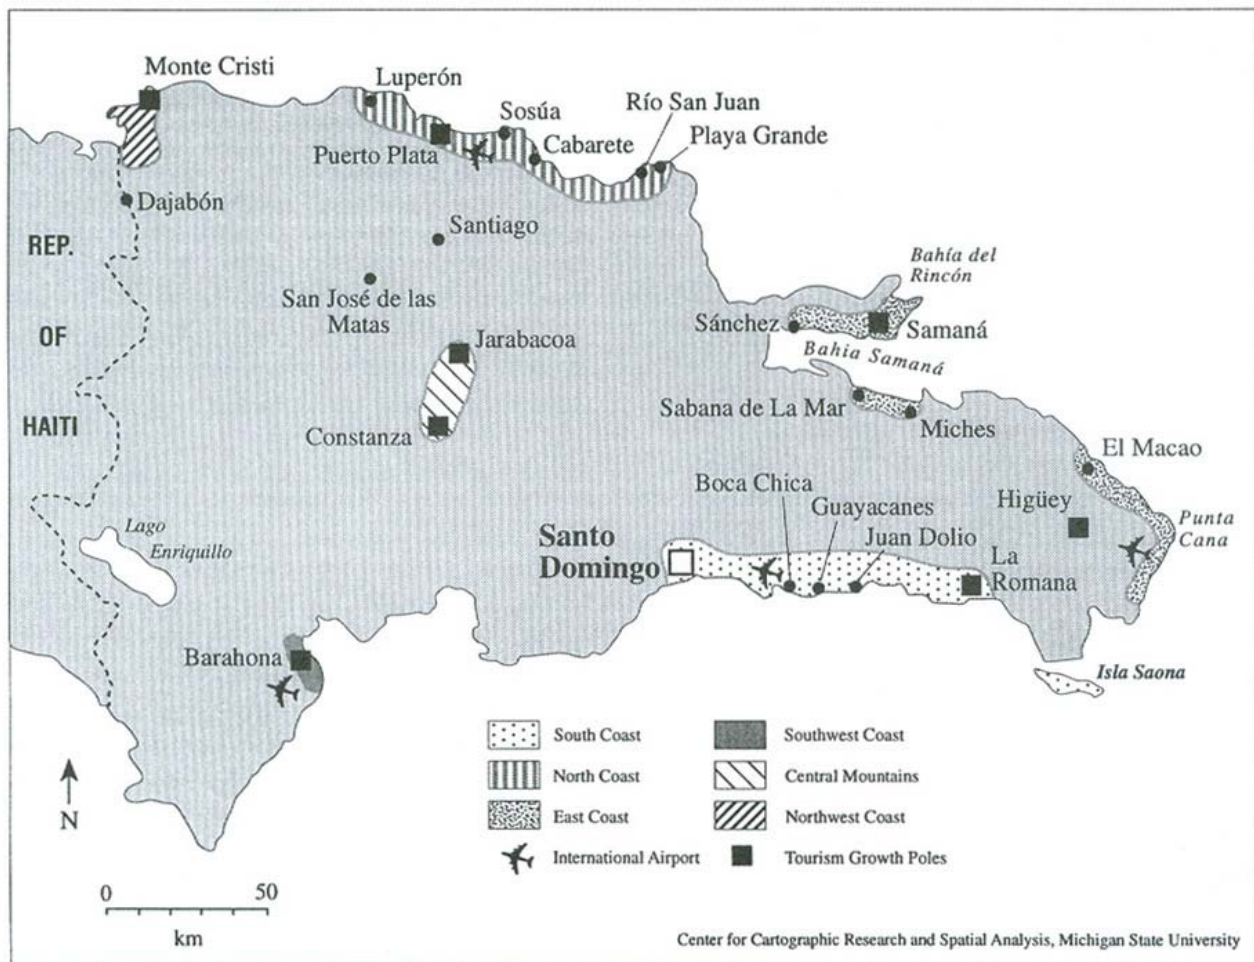 Monte Cristi
Luperón
Sosúa
Río San Juan
Playa Grande
Cabarete
Puerto Plata
Dajabón
Santiago
REP.
OF
HAITI
San José de las
Matas
Bahía del
Rincón
Jarabacoa
Sánchez
Samaná
Bahia Samaná
Constanza
Sabana de La Mar
Miches
El Macao
Boca Chica
Guayacanes
Juan Dolio
Higüey
Punta
Cana
Lago
Enriquillo
Santo
Domingo
La
Romana
Barahona
Isla Saona
South Coast
Southwest Coast
North Coast
Central Mountains
East Coast
Northwest Coast
International Airport
Tourism Growth Poles
N
0 50
km
Center for Cartographic Research and Spatial Analysis, Michigan State University